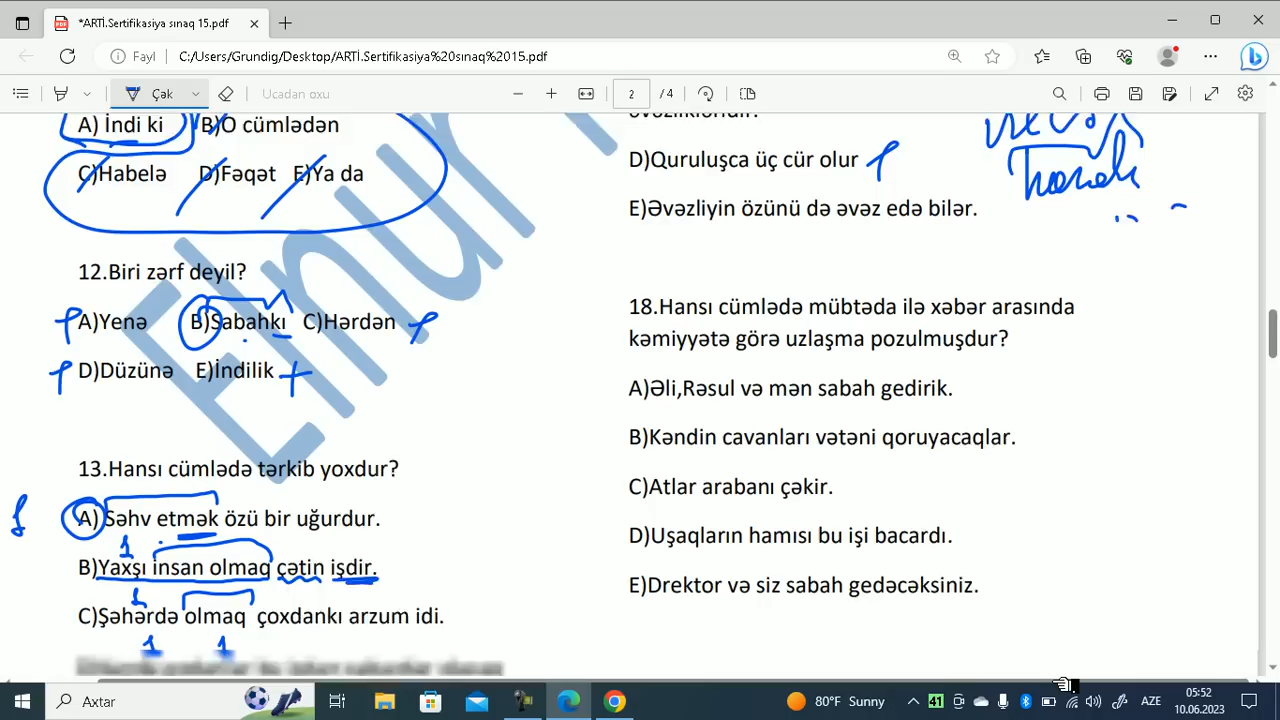 *ARTİ.Sertifikasiya sınaq 15.pdf
Fayl C:/Users/Grundig/Desktop/ARTİ.Sertifikasiya%20sınaq%2015.pdf
Çək Ucadan oxu 2 / 4
A) İndi ki B)O cümlədən
C)Habelə D)Fəqət E)Ya da
12.Biri zərf deyil?
A)Yenə B)Sabahkı C)Hərdən
D)Düzünə E)İndilik
13.Hansı cümlədə tərkib yoxdur?
A)Səhv etmək özü bir uğurdur.
B)Yaxşı insan olmaq çətin işdir.
C)Şəhərdə olmaq çoxdankı arzum idi.
D)Quruluşca üç cür olur
E)Əvəzliyin özünü də əvəz edə bilər.
18.Hansı cümlədə mübtəda ilə xəbər arasında
kəmiyyətə görə uzlaşma pozulmuşdur?
A)Əli,Rəsul və mən sabah gedirik.
B)Kəndin cavanları vətəni qoruyacaqlar.
C)Atlar arabanı çəkir.
D)Uşaqların hamısı bu işi bacardı.
E)Drektor və siz sabah gedəcəksiniz.
Elnur
Axtar
80°F Sunny 41 AZE 05:52
10.06.2023